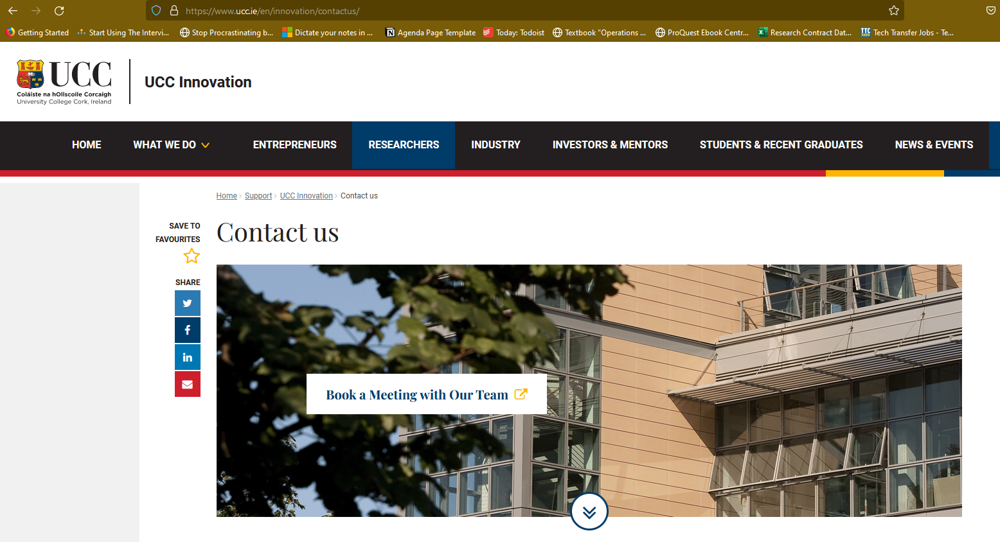 https://www.ucc.ie/en/innovation/contactus/
Getting Started Start Using The Intervi... Stop Procrastinating b... Dictate your notes in ... Agenda Page Template Today: Todoist Textbook "Operations ... ProQuest Ebook Centr... Research Contract Dat... Tech Transfer Jobs - Te...
UCC
Coláiste na hOllscoile Corcaigh
University College Cork, Ireland
UCC Innovation
HOME WHAT WE DO ENTREPRENEURS RESEARCHERS INDUSTRY INVESTORS & MENTORS STUDENTS & RECENT GRADUATES NEWS & EVENTS
Home Support UCC Innovation Contact us
SAVE TO
FAVOURITES
Contact us
SHARE
Book a Meeting with Our Team